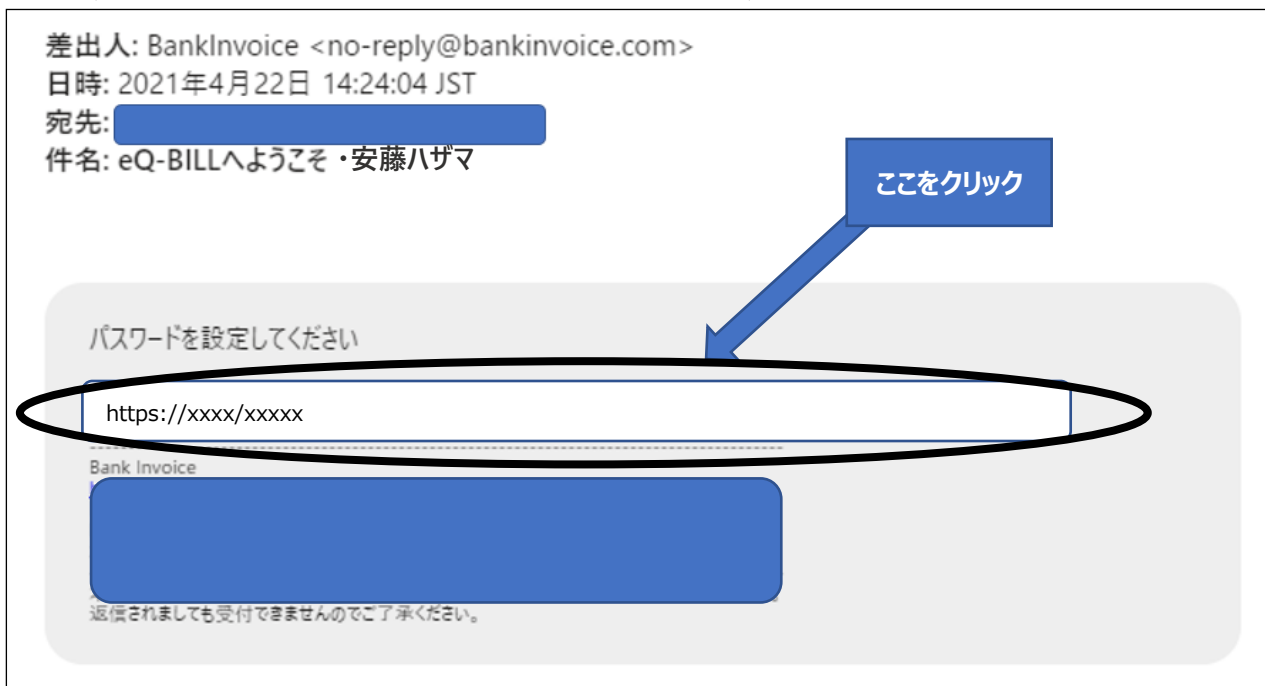 差出人: BankInvoice <no-reply@bankinvoice.com>
日時: 2021年4月22日 14:24:04 JST
宛先:
件名: eQ-BILLへようこそ ・安藤ハザマ
ここをクリック
パスワードを設定してください
https://xxxx/xxxxx
--------------------------------------------------------------------------------
Bank Invoice
返信されましても受付できませんのでご了承ください。